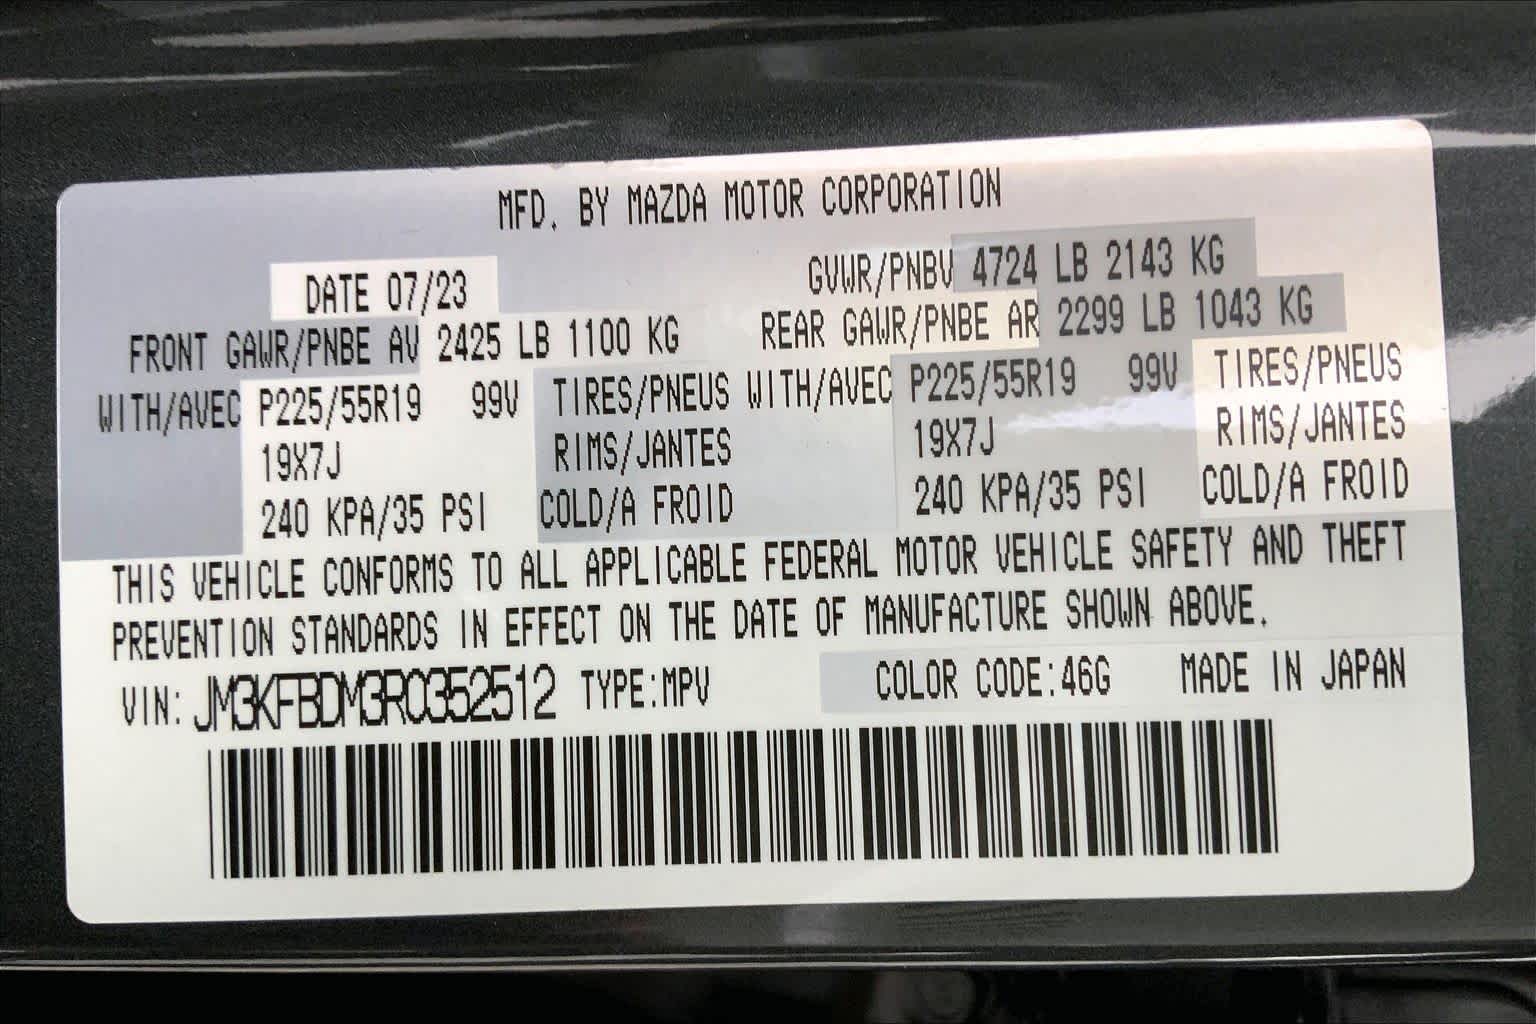 MFD. BY MAZDA MOTOR CORPORATION
DATE 07/23 GVWR/PNBV 4724 LB 2143 KG
FRONT GAWR/PNBE AV 2425 LB 1100 KG REAR GAWR/PNBE AR 2299 LB 1043 KG
WITH/AVEC P225/55R19 99V TIRES/PNEUS WITH/AVEC P225/55R19 99V TIRES/PNEUS
19X7J RIMS/JANTES 19X7J RIMS/JANTES
240 KPA/35 PSI COLD/A FROID 240 KPA/35 PSI COLD/A FROID
THIS VEHICLE CONFORMS TO ALL APPLICABLE FEDERAL MOTOR VEHICLE SAFETY AND THEFT
PREVENTION STANDARDS IN EFFECT ON THE DATE OF MANUFACTURE SHOWN ABOVE.
VIN: JM3KFBDM3R0352512 TYPE:MPV COLOR CODE:46G MADE IN JAPAN